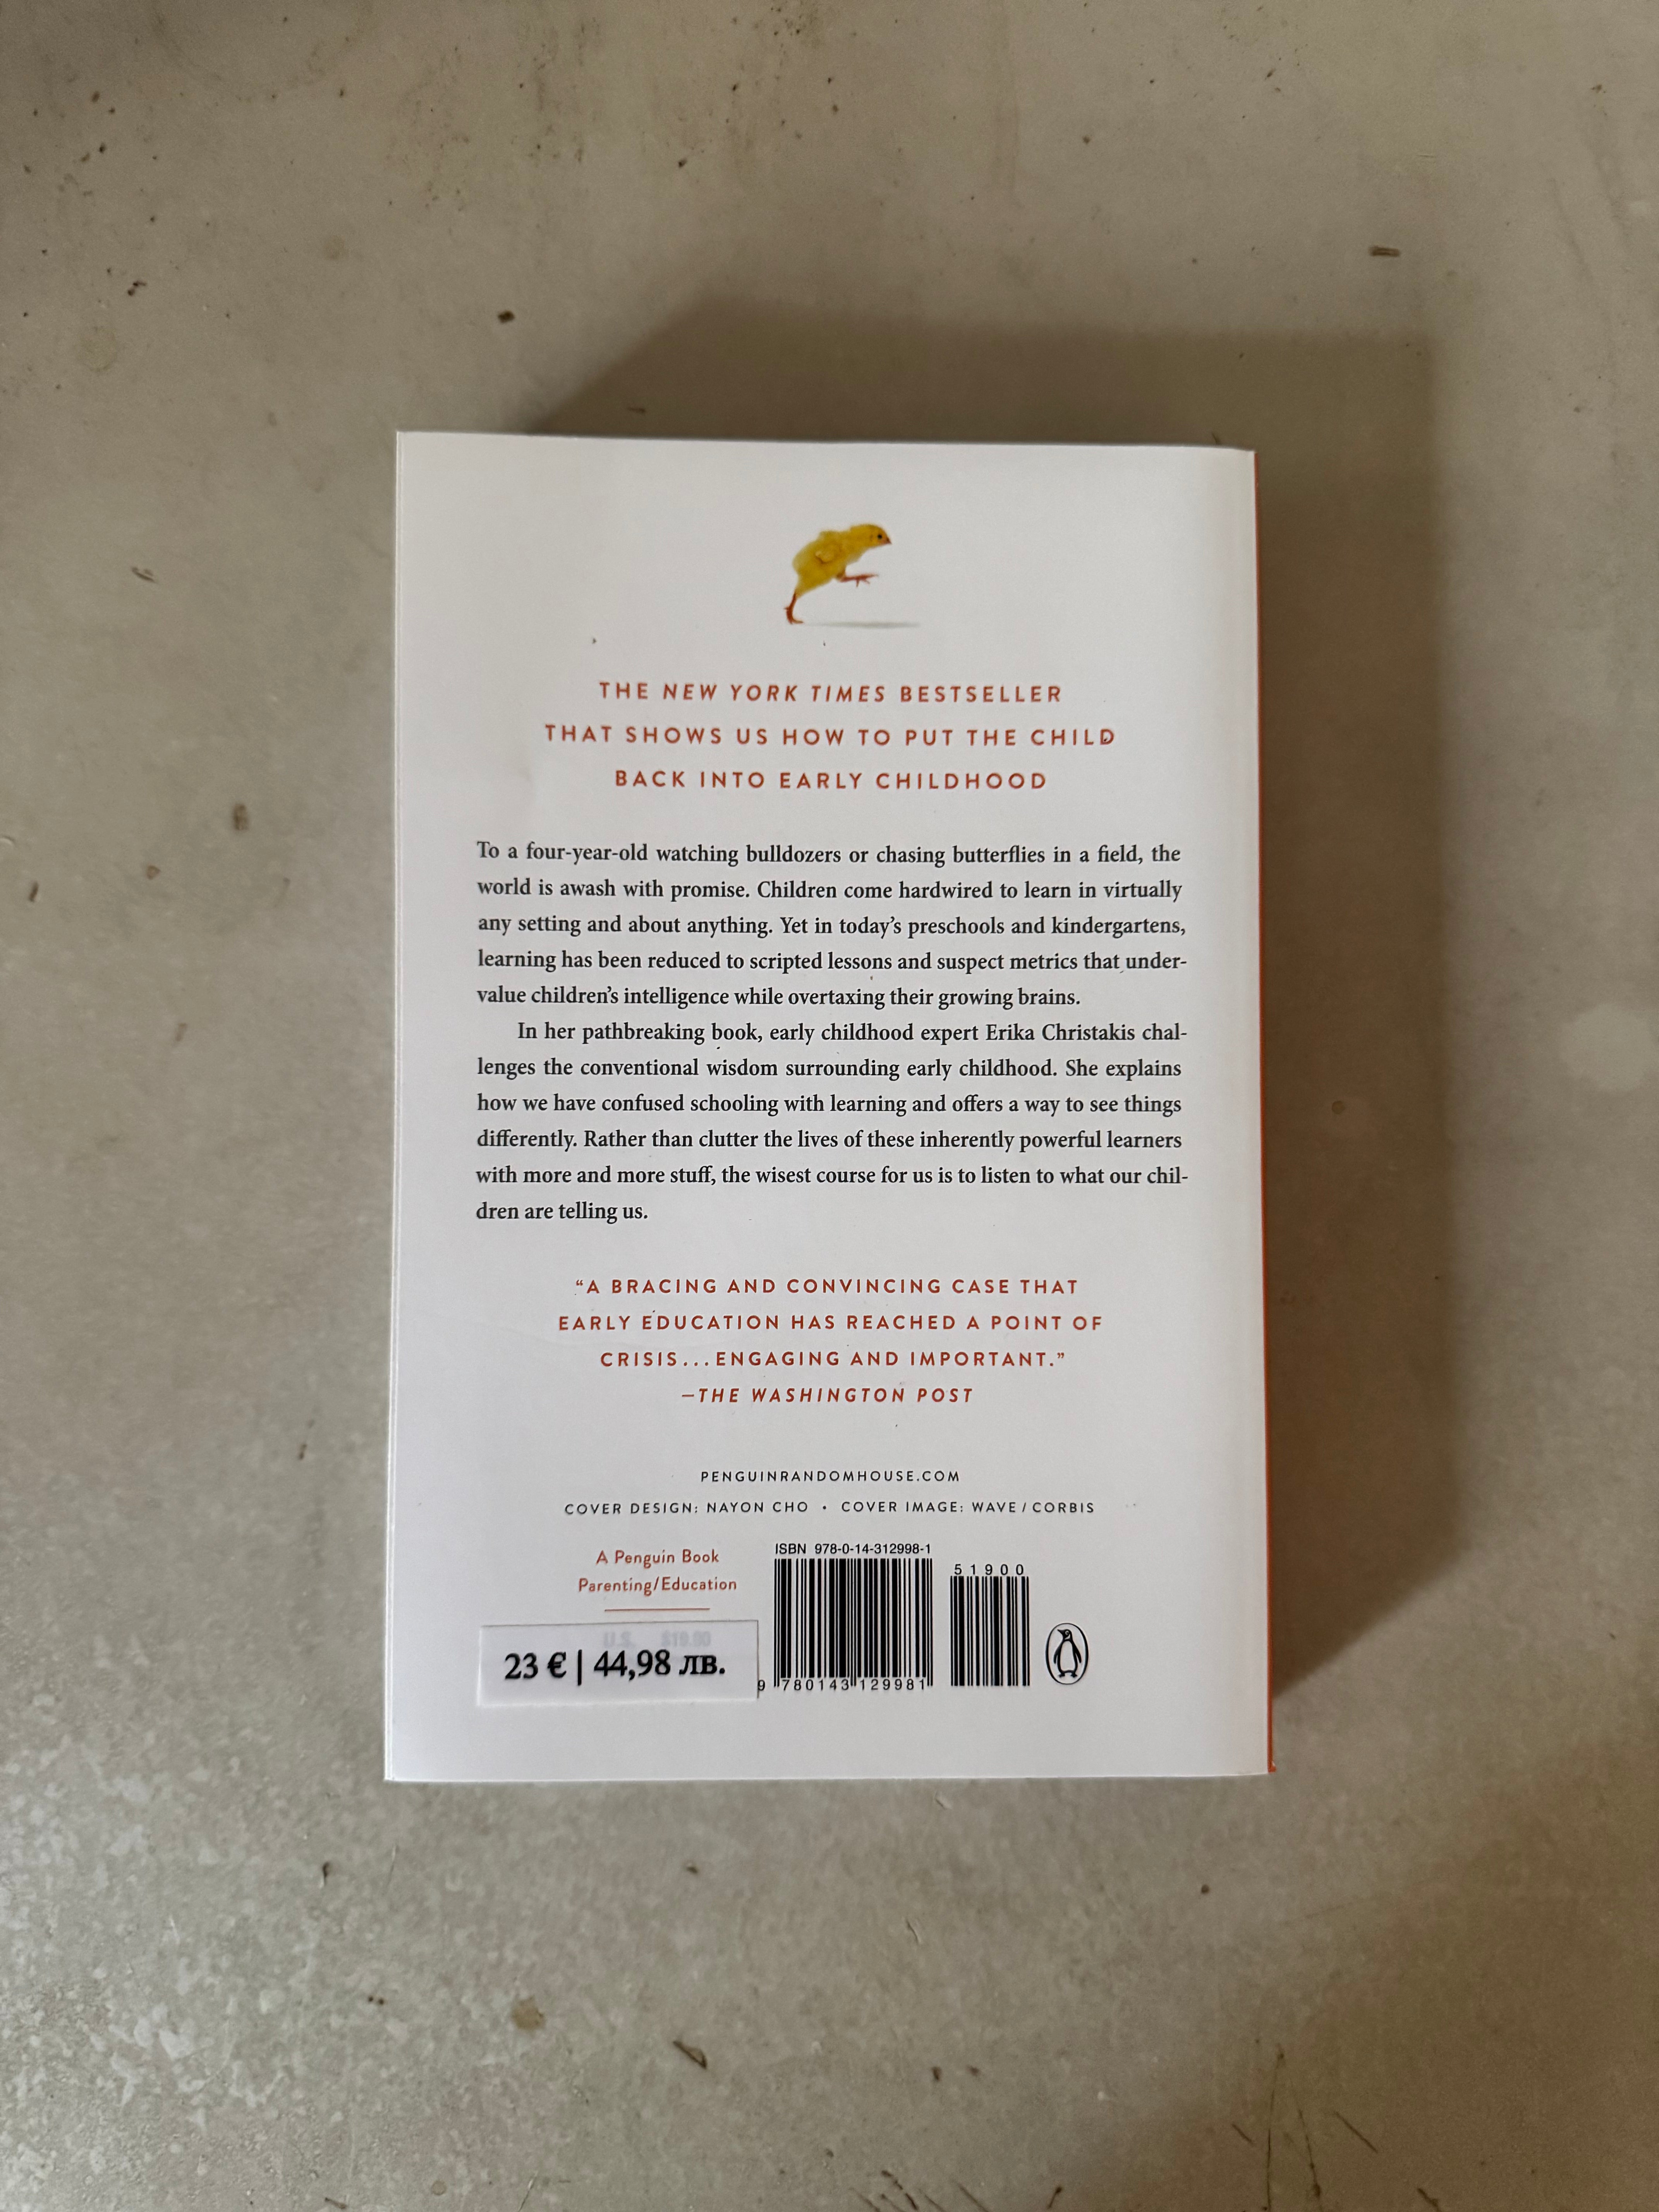 THE NEW YORK TIMES BESTSELLER
THAT SHOWS US HOW TO PUT THE CHILD
BACK INTO EARLY CHILDHOOD
To a four-year-old watching bulldozers or chasing butterflies in a field, the
world is awash with promise. Children come hardwired to learn in virtually
any setting and about anything. Yet in today’s preschools and kindergartens,
learning has been reduced to scripted lessons and suspect metrics that under-
value children’s intelligence while overtaxing their growing brains.
In her pathbreaking book, early childhood expert Erika Christakis chal-
lenges the conventional wisdom surrounding early childhood. She explains
how we have confused schooling with learning and offers a way to see things
differently. Rather than clutter the lives of these inherently powerful learners
with more and more stuff, the wisest course for us is to listen to what our chil-
dren are telling us.
“A BRACING AND CONVINCING CASE THAT
EARLY EDUCATION HAS REACHED A POINT OF
CRISIS...ENGAGING AND IMPORTANT.”
—THE WASHINGTON POST
PENGUINRANDOMHOUSE.COM
COVER DESIGN: NAYON CHO • COVER IMAGE: WAVE / CORBIS
A Penguin Book
Parenting/Education
U.S. $19.00
23 € | 44,98 лв.
ISBN 978-0-14-312998-1
9 780143 129981
51900